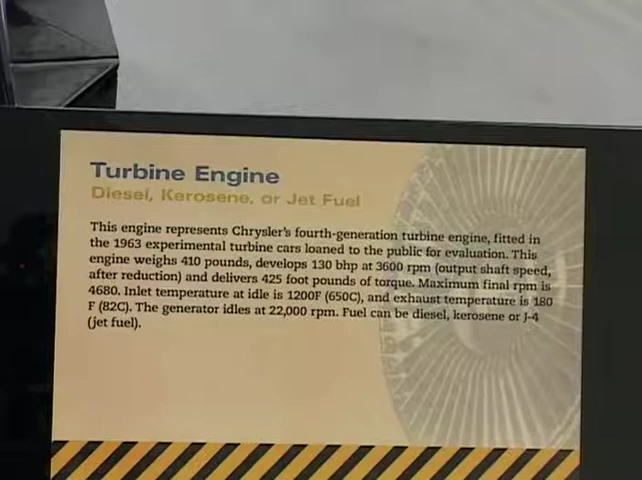 Turbine Engine
Diesel, Kerosene, or Jet Fuel
This engine represents Chrysler's fourth-generation turbine engine, fitted in
the 1963 experimental turbine cars loaned to the public for evaluation. This
engine weighs 410 pounds, develops 130 bhp at 3600 rpm (output shaft speed,
after reduction) and delivers 425 foot pounds of torque. Maximum final rpm is
4680. Inlet temperature at idle is 1200F (650C), and exhaust temperature is 180
F (82C). The generator idles at 22,000 rpm. Fuel can be diesel, kerosene or J-4
(jet fuel).